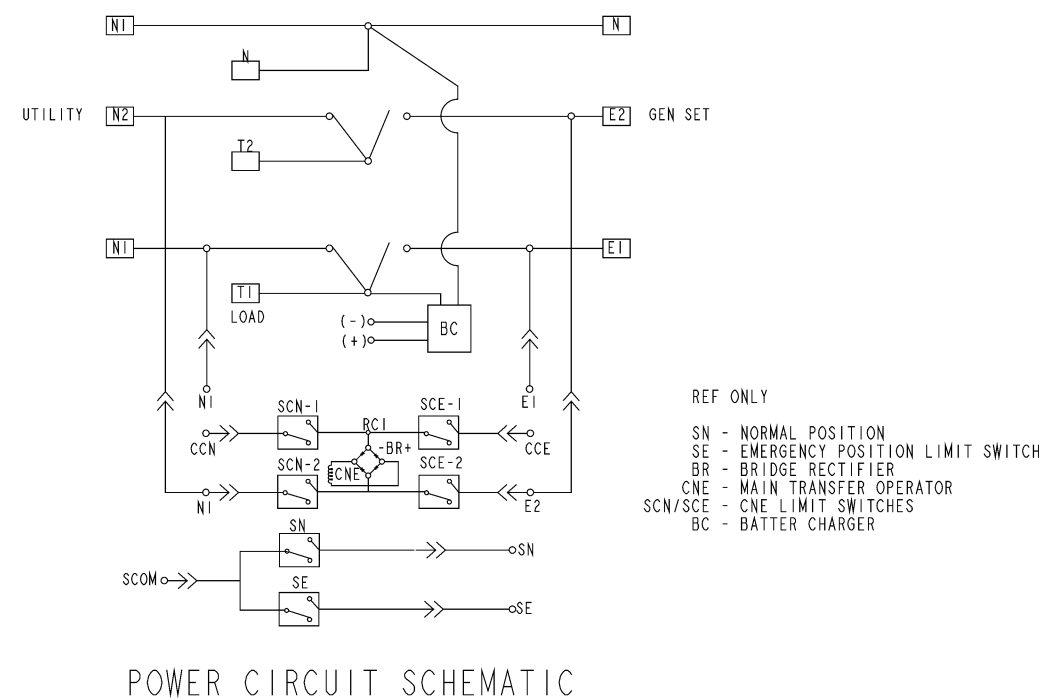 N1 N
N
UTILITY N2 E2 GEN SET
T2
N1 E1
T1
LOAD
(-)
(+)
BC
N1 E1
SCN-1 SCE-1
RC1
CCN CCE
-BR+
SCN-2 SCE-2
CNE
N1 E2
SN
SN
SCOM
SE
SE
REF ONLY
SN - NORMAL POSITION
SE - EMERGENCY POSITION LIMIT SWITCH
BR - BRIDGE RECTIFIER
CNE - MAIN TRANSFER OPERATOR
SCN/SCE - CNE LIMIT SWITCHES
BC - BATTER CHARGER
POWER CIRCUIT SCHEMATIC